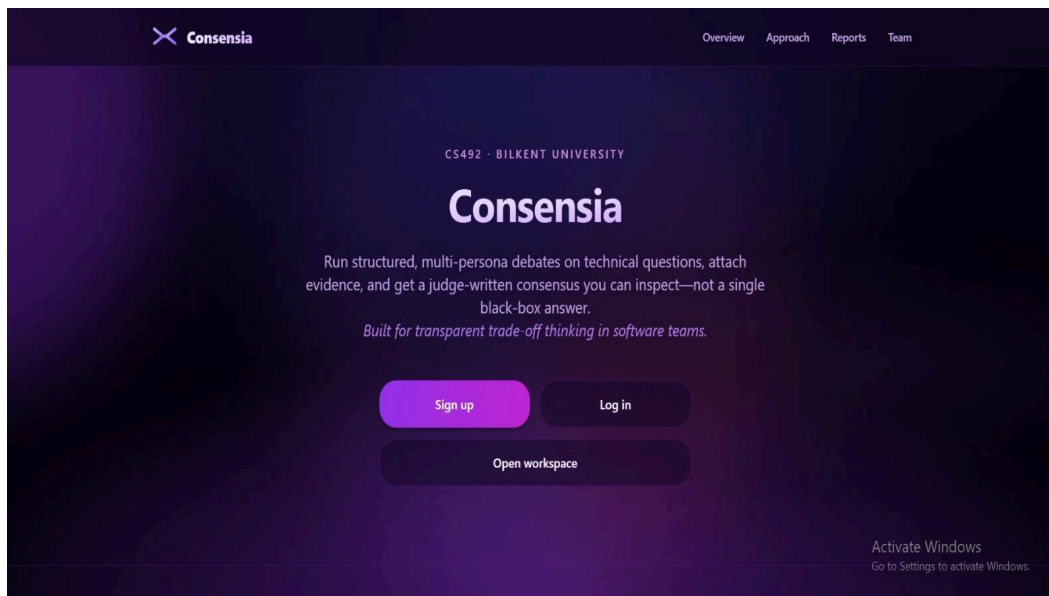 Consensia
Overview Approach Reports Team
CS492 · BILKENT UNIVERSITY
Consensia
Run structured, multi-persona debates on technical questions, attach
evidence, and get a judge-written consensus you can inspect—not a single
black-box answer.
Built for transparent trade-off thinking in software teams.
Sign up
Log in
Open workspace
Activate Windows
Go to Settings to activate Windows.